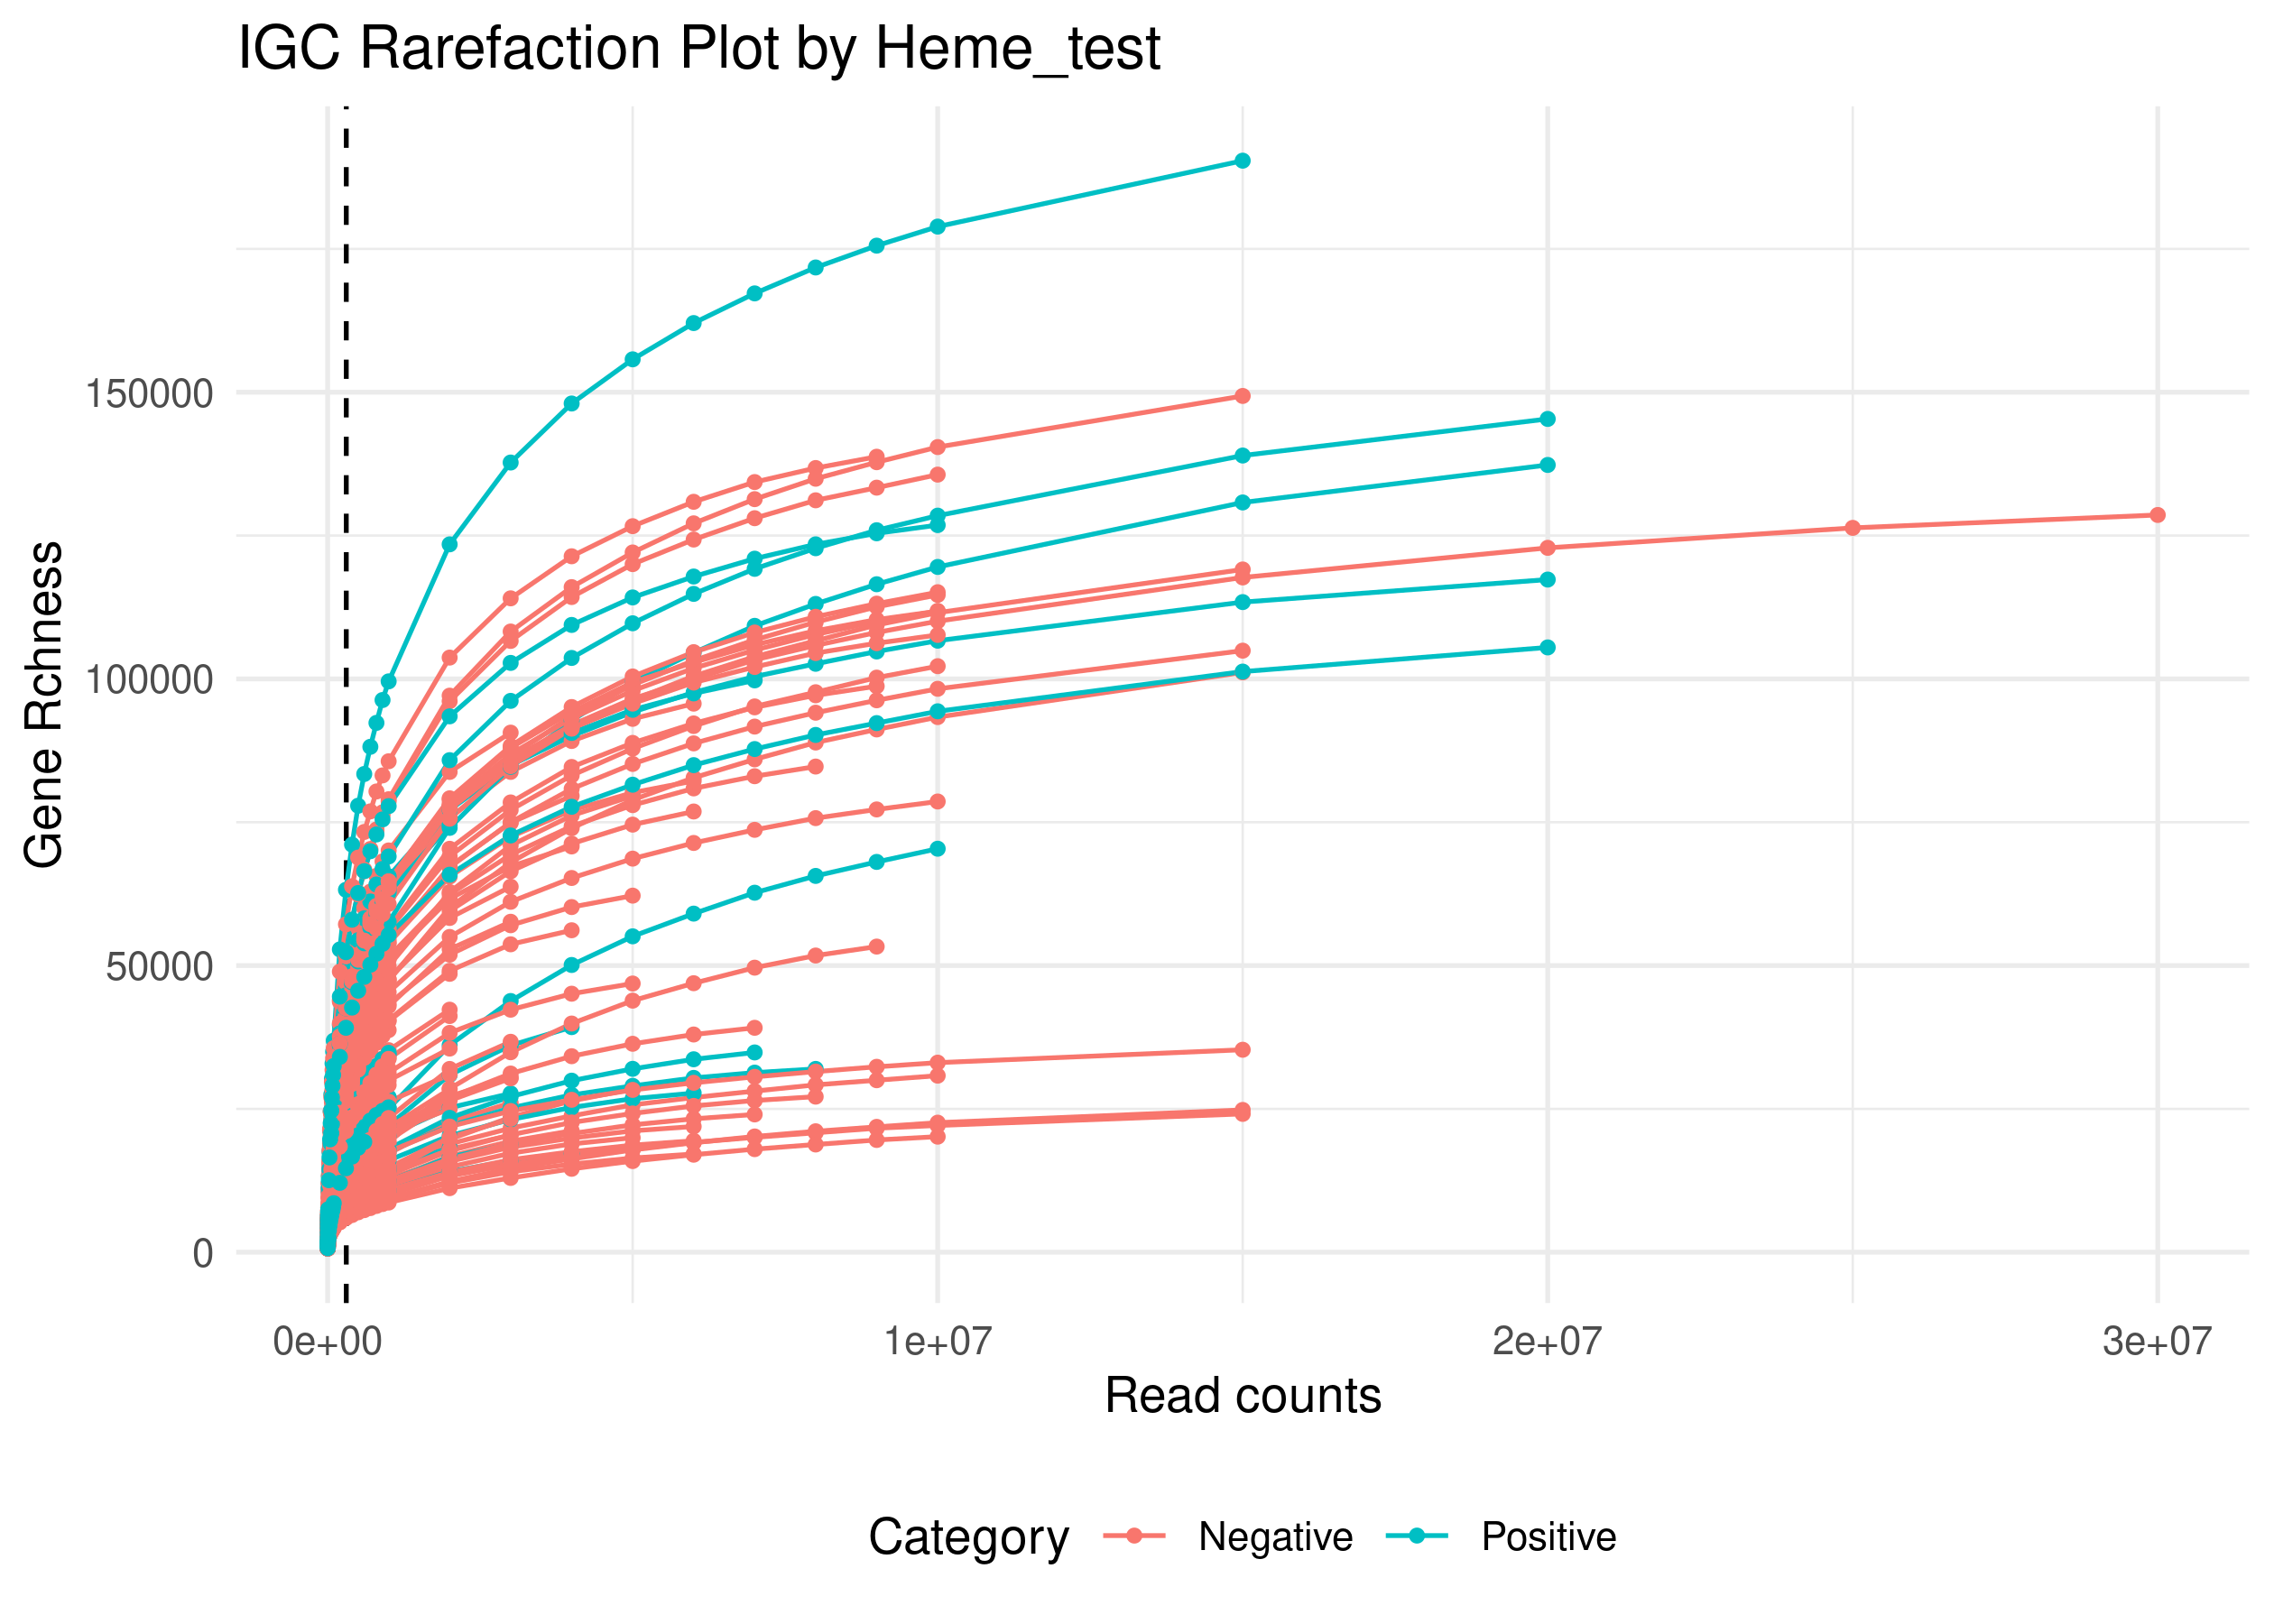 IGC Rarefaction Plot by Heme_test
Gene Rchness
150000
100000
50000
0
0e+00 1e+07 2e+07 3e+07
Read counts
Category Negative Positive